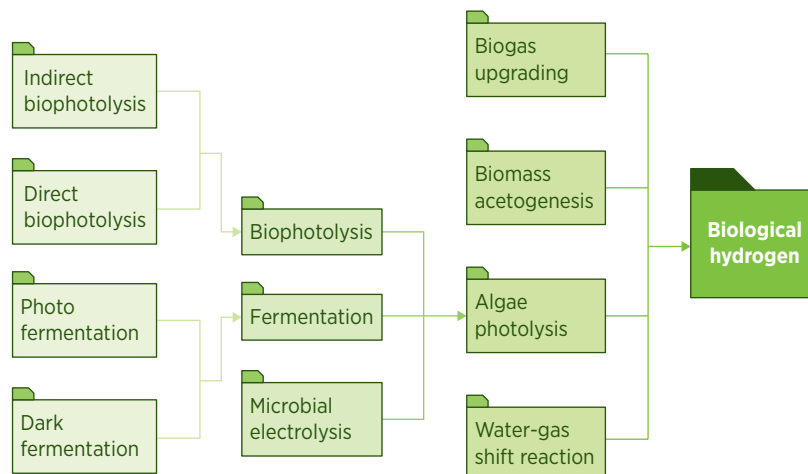 Indirect
biophotolysis
Direct
biophotolysis
Photo
fermentation
Dark
fermentation
Biophotolysis
Fermentation
Microbial
electrolysis
Biogas
upgrading
Biomass
acetogenesis
Algae
photolysis
Water-gas
shift reaction
Biological
hydrogen